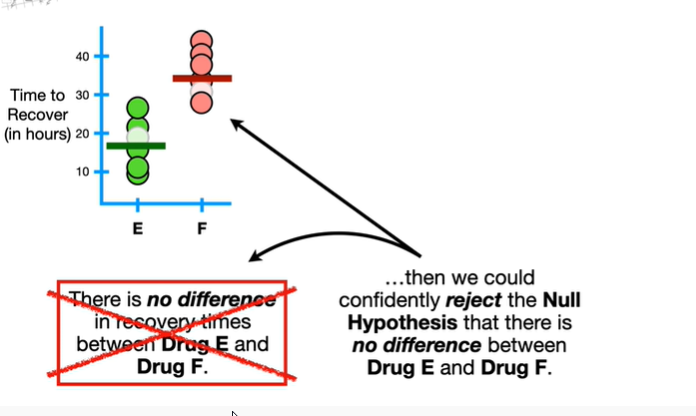 40
Time to
Recover
(in hours)
30
20
10
E
F
There is no difference
in recovery times
between Drug E and
Drug F.
...then we could
confidently reject the Null
Hypothesis that there is
no difference between
Drug E and Drug F.